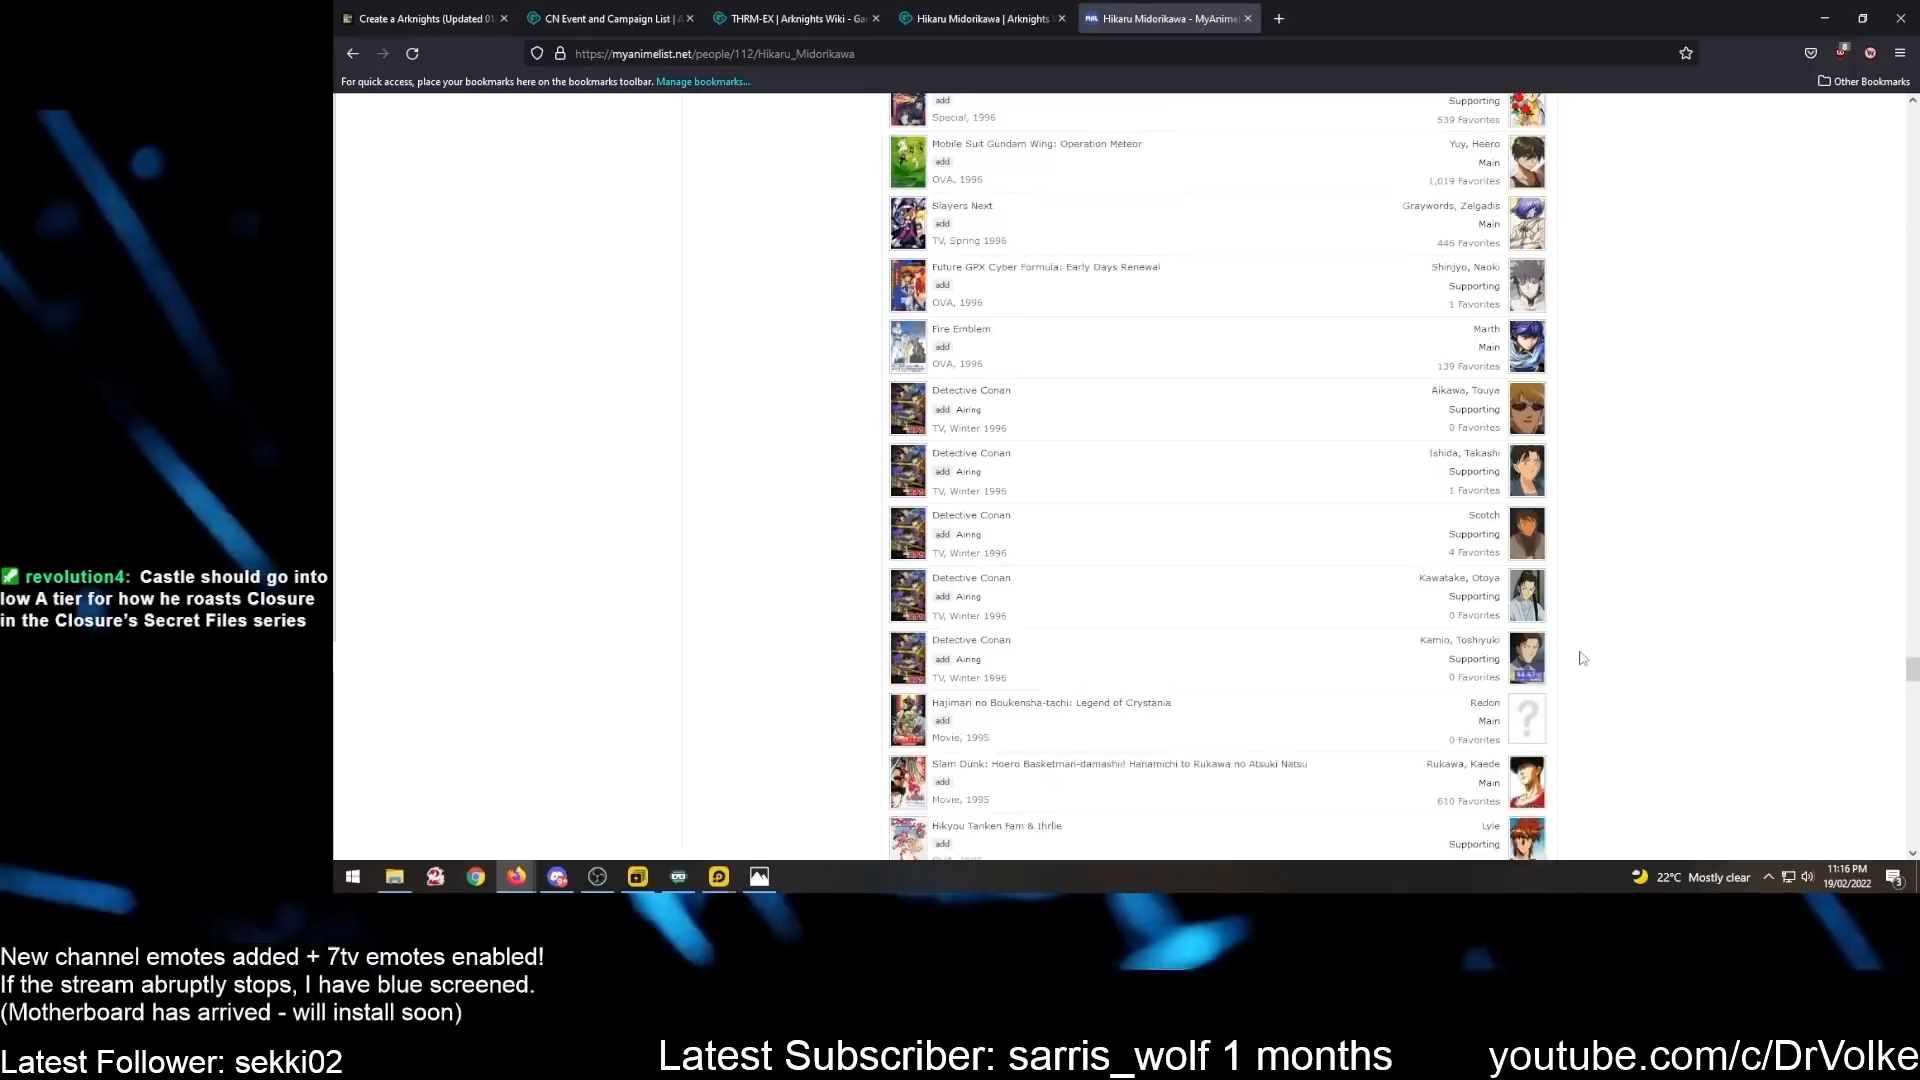 Create a Arknights (Updated 01
CN Event and Campaign List | A
THRM-EX | Arknights Wiki - Ga
Hikaru Midorikawa | Arknights
MAL Hikaru Midorikawa - MyAnime
https://myanimelist.net/people/112/Hikaru_Midorikawa
8
For quick access, place your bookmarks here on the bookmarks toolbar. Manage bookmarks...
Other Bookmarks
add
Supporting
Special, 1996
539 Favorites
Mobile Suit Gundam Wing: Operation Meteor
Yuy, Heero
add
Main
OVA, 1996
1,019 Favorites
Slayers Next
Graywords, Zelgadis
add
Main
TV, Spring 1996
446 Favorites
Future GPX Cyber Formula: Early Days Renewal
Shinjyo, Naoki
add
Supporting
OVA, 1996
1 Favorites
Fire Emblem
Marth
add
Main
OVA, 1996
139 Favorites
Detective Conan
Aikawa, Touya
add Airing
Supporting
TV, Winter 1996
0 Favorites
Detective Conan
Ishida, Takashi
add Airing
Supporting
TV, Winter 1996
1 Favorites
Detective Conan
Scotch
add Airing
Supporting
TV, Winter 1996
4 Favorites
Detective Conan
Kawatake, Otoya
add Airing
Supporting
TV, Winter 1996
0 Favorites
Detective Conan
Kamio, Toshiyuki
add Airing
Supporting
TV, Winter 1996
0 Favorites
Hajimari no Boukensha-tachi: Legend of Crystania
Redon
add
Main
Movie, 1995
0 Favorites
Slam Dunk: Hoero Basketman-damashii! Hanamichi to Rukawa no Atsuki Natsu
Rukawa, Kaede
add
Main
Movie, 1995
610 Favorites
Hikyou Tanken Fam & Ihrlie
Lyle
add
Supporting
revolution4: Castle should go into
low A tier for how he roasts Closure
in the Closure's Secret Files series
22°C Mostly clear
11:16 PM
19/02/2022
3
New channel emotes added + 7tv emotes enabled!
If the stream abruptly stops, I have blue screened.
(Motherboard has arrived - will install soon)
Latest Follower: sekki02
Latest Subscriber: sarris_wolf 1 months
youtube.com/c/DrVolke